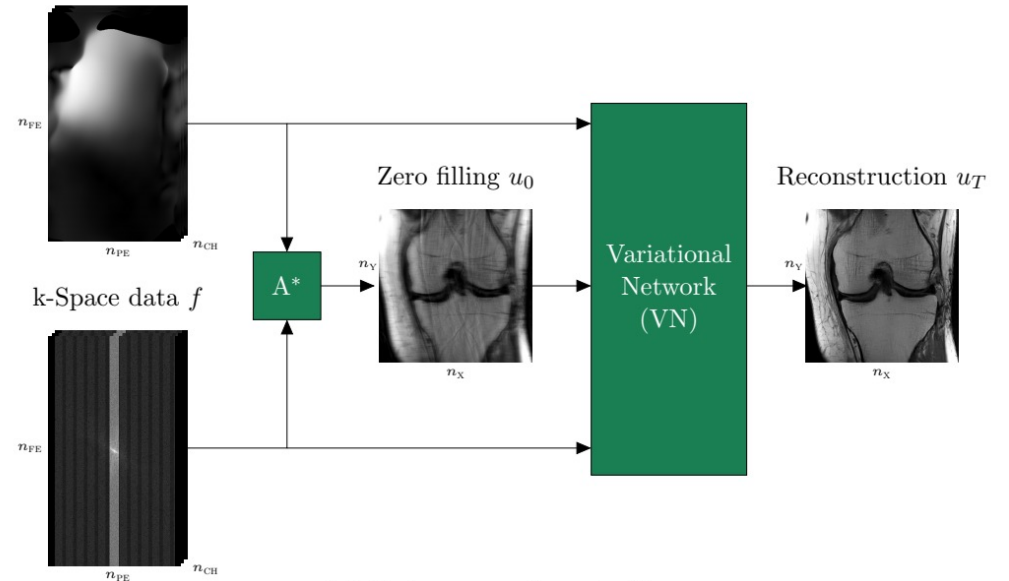 n_FE
n_PE
n_CH
k-Space data f
n_FE
n_PE
n_CH
A*
Zero filling u_0
n_Y
n_X
Variational
Network
(VN)
Reconstruction u_T
n_Y
n_X